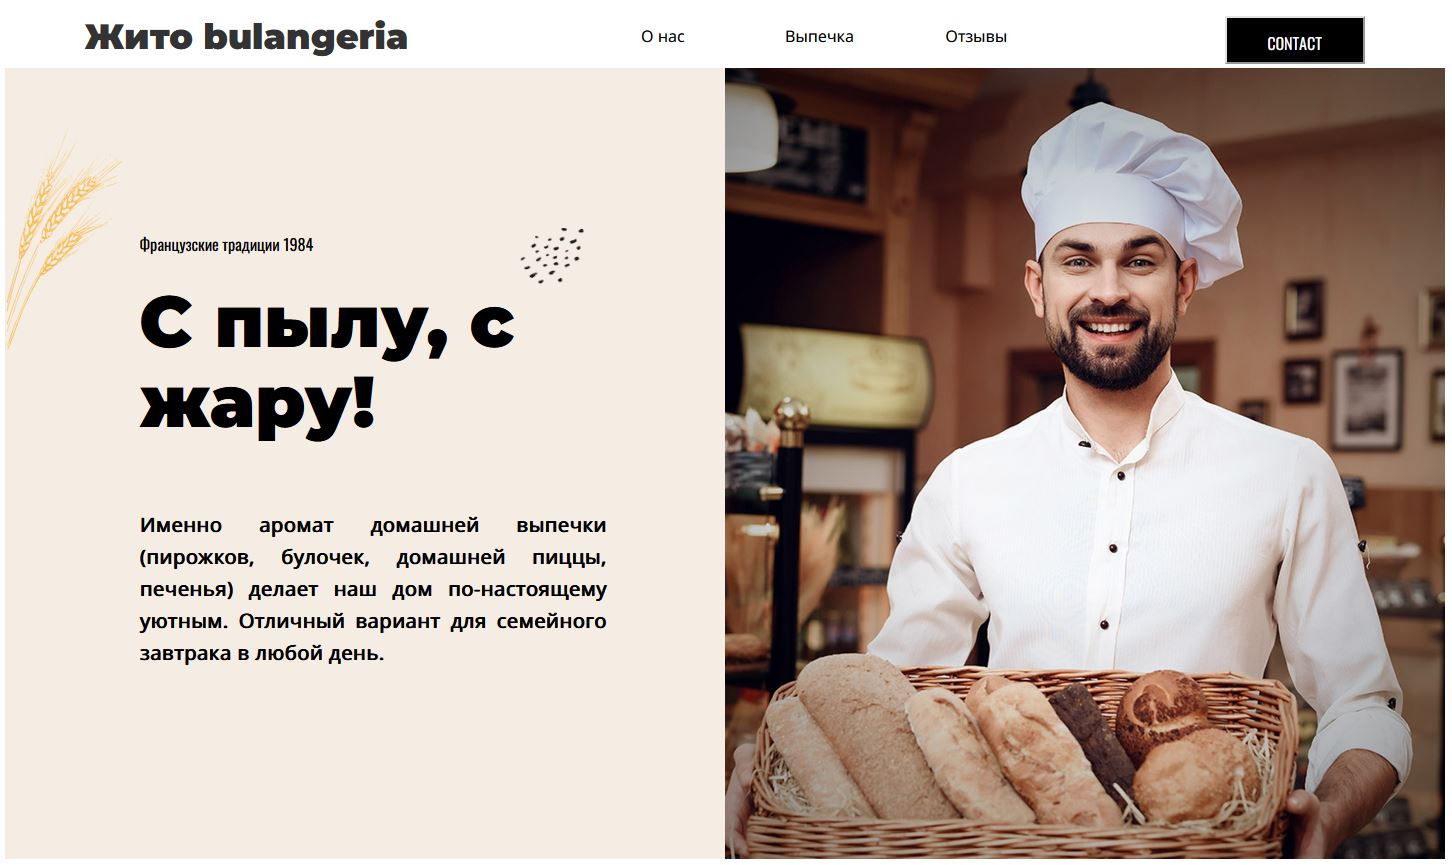 Жито bulangeria
О нас
Выпечка
Отзывы
CONTACT
Французские традиции 1984
С пылу, с
жару!
Именно аромат домашней выпечки
(пирожков, булочек, домашней пиццы,
печенья) делает наш дом по-настоящему
уютным. Отличный вариант для семейного
завтрака в любой день.